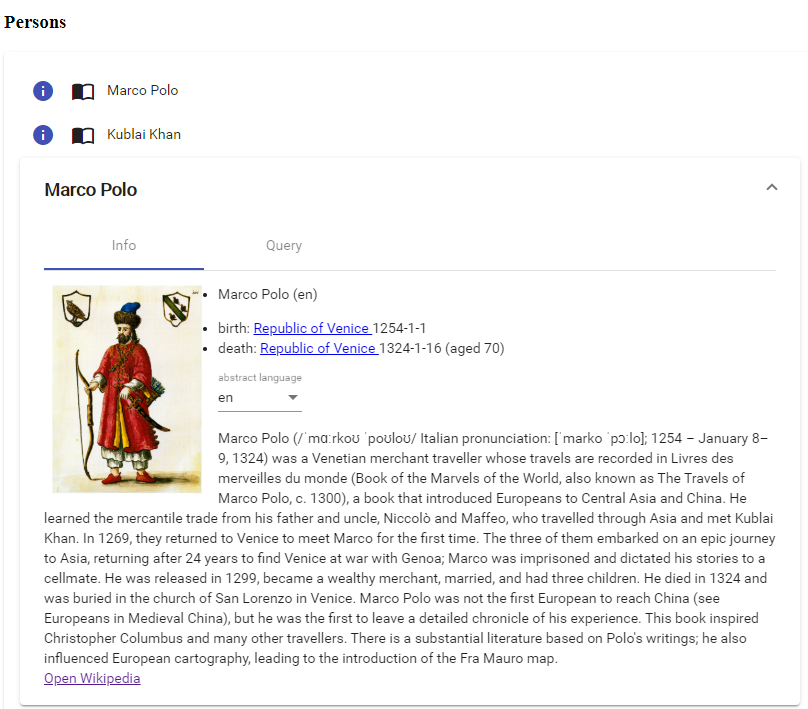 Persons
Marco Polo
Kublai Khan
Marco Polo
Info Query
Marco Polo (en)
birth: Republic of Venice 1254-1-1
death: Republic of Venice 1324-1-16 (aged 70)
abstract language
en
Marco Polo (/ˈmɑːrkoʊ ˈpoʊloʊ/ Italian pronunciation: [ˈmarko ˈpɔːlo]; 1254 – January 8–
9, 1324) was a Venetian merchant traveller whose travels are recorded in Livres des
merveilles du monde (Book of the Marvels of the World, also known as The Travels of
Marco Polo, c. 1300), a book that introduced Europeans to Central Asia and China. He
learned the mercantile trade from his father and uncle, Niccolò and Maffeo, who travelled through Asia and met Kublai
Khan. In 1269, they returned to Venice to meet Marco for the first time. The three of them embarked on an epic journey
to Asia, returning after 24 years to find Venice at war with Genoa; Marco was imprisoned and dictated his stories to a
cellmate. He was released in 1299, became a wealthy merchant, married, and had three children. He died in 1324 and
was buried in the church of San Lorenzo in Venice. Marco Polo was not the first European to reach China (see
Europeans in Medieval China), but he was the first to leave a detailed chronicle of his experience. This book inspired
Christopher Columbus and many other travellers. There is a substantial literature based on Polo's writings; he also
influenced European cartography, leading to the introduction of the Fra Mauro map.
Open Wikipedia